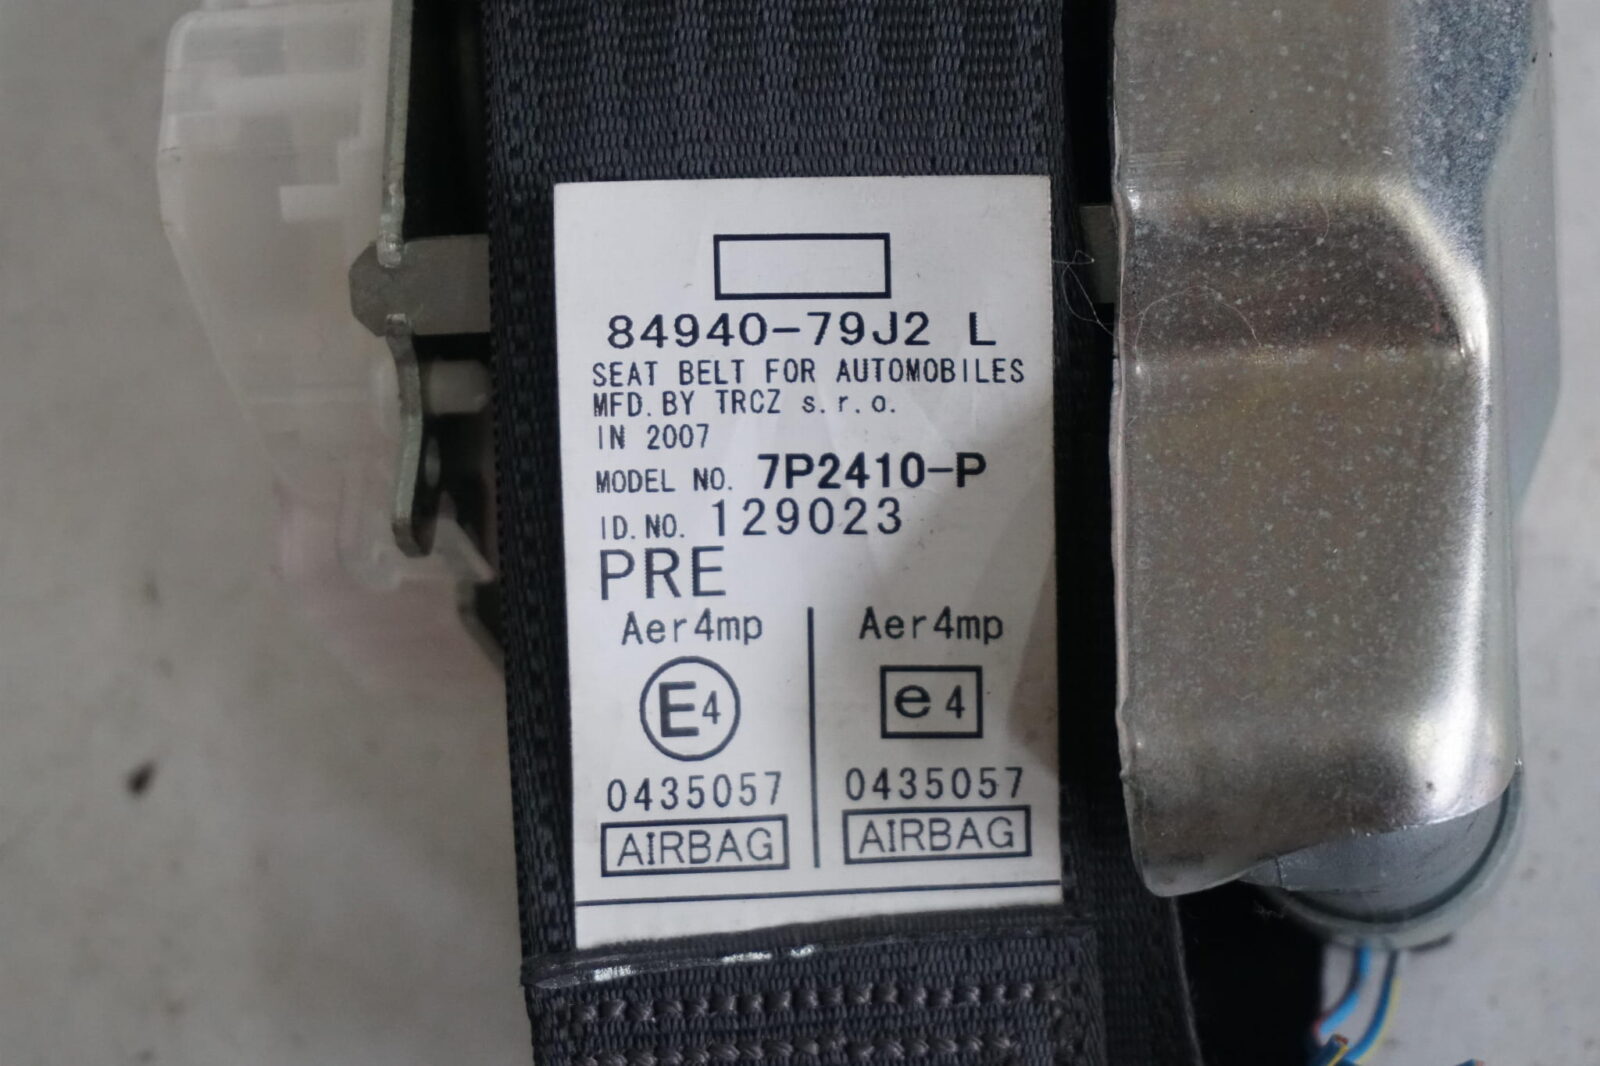 84940-79J2 L
SEAT BELT FOR AUTOMOBILES
MFD. BY TRCZ s.r.o.
IN 2007
MODEL NO. 7P2410-P
ID. NO. 129023
PRE
Aer4mp Aer4mp
E4 e4
0435057 0435057
AIRBAG AIRBAG